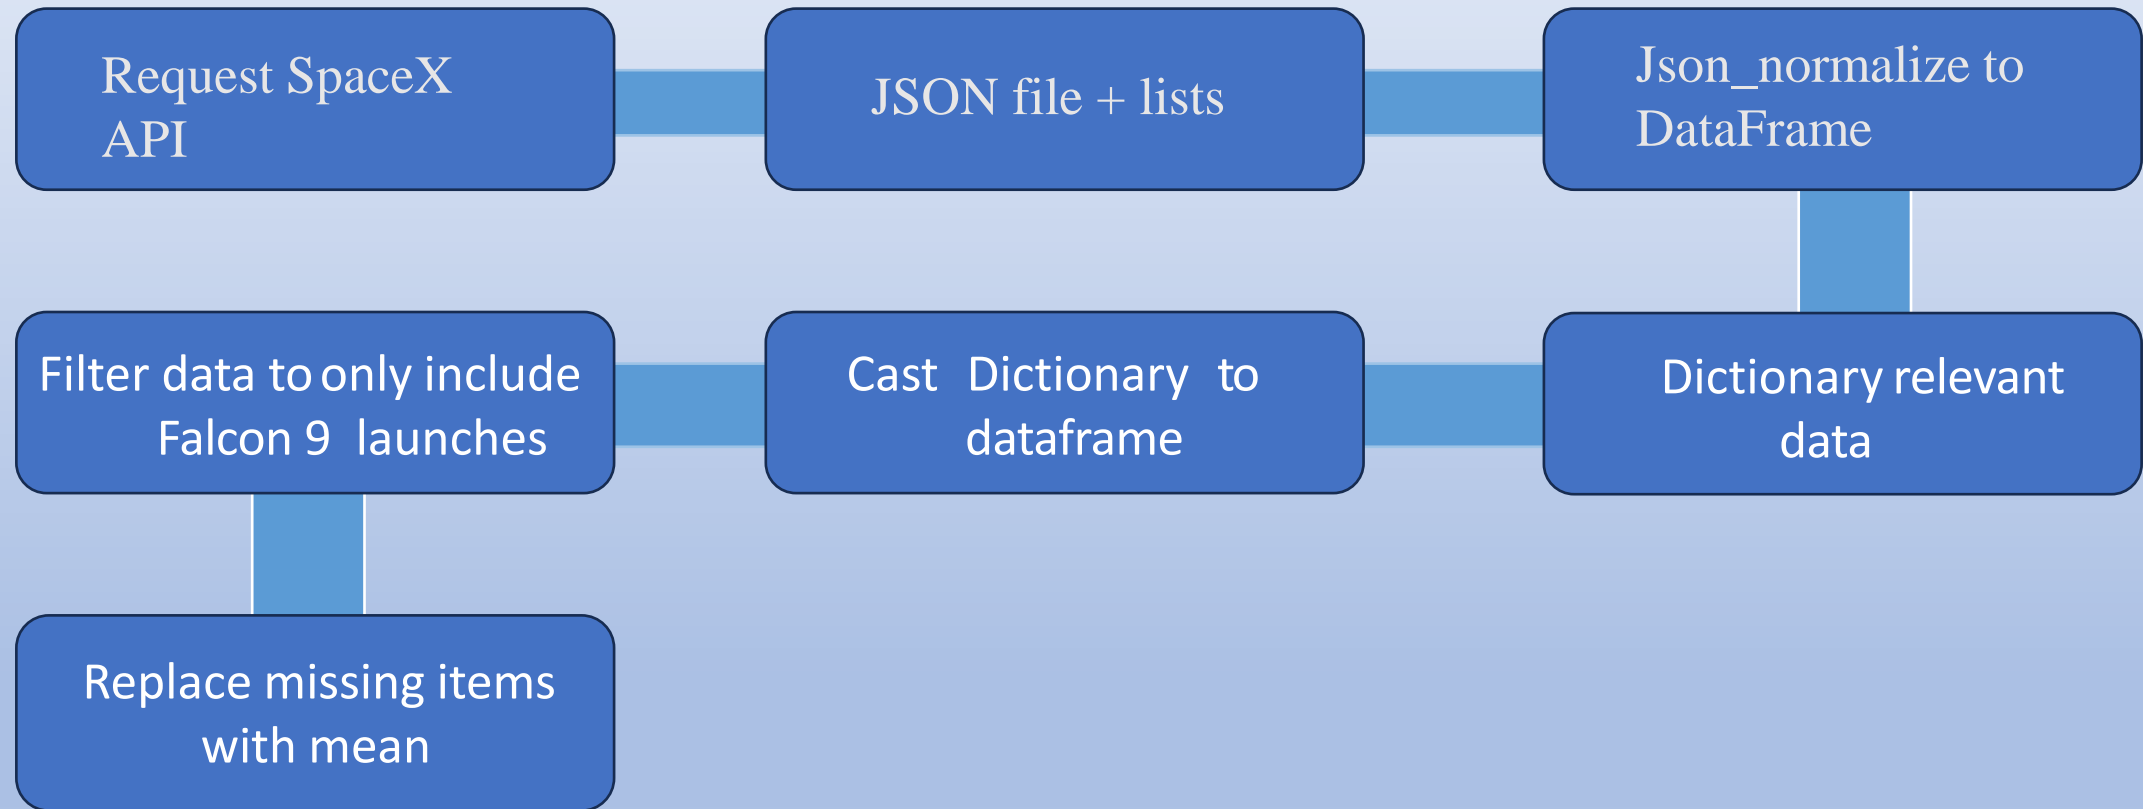 Request SpaceX
API
JSON file + lists
Json_normalize to
DataFrame
Filter data to only include
Falcon 9 launches
Cast Dictionary to
dataframe
Dictionary relevant
data
Replace missing items
with mean